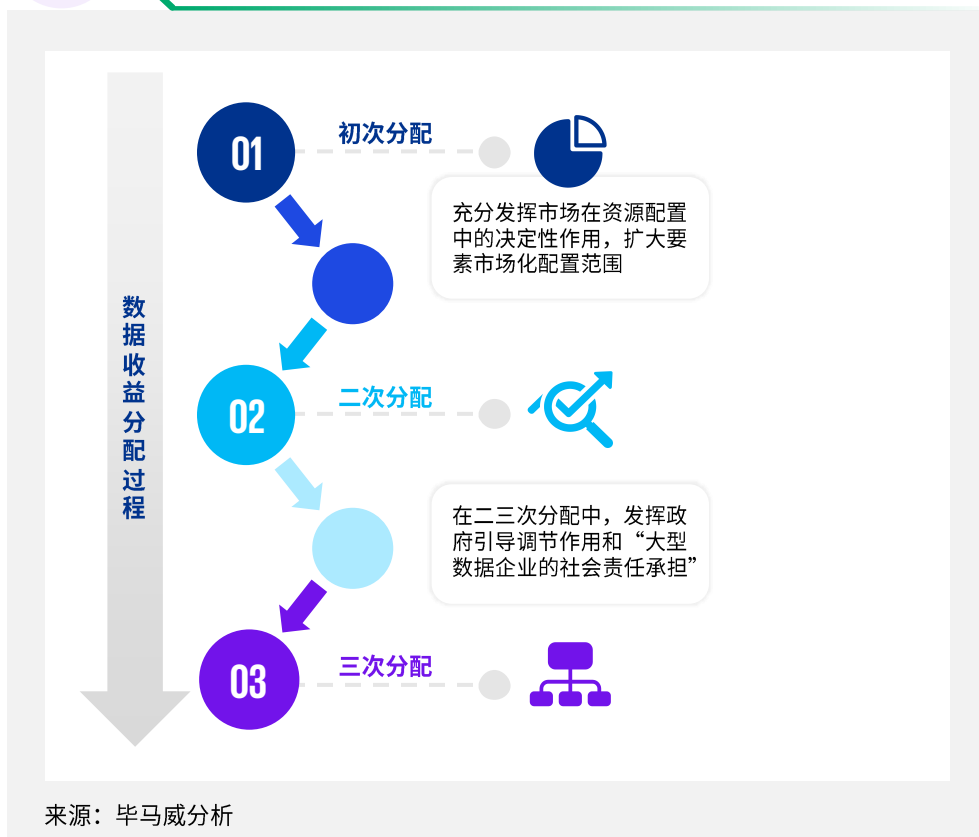 数据收益分配过程
01
初次分配
充分发挥市场在资源配置
中的决定性作用，扩大要
素市场化配置范围
02
二次分配
在二三次分配中，发挥政
府引导调节作用和“大型
数据企业的社会责任承担”
03
三次分配
来源：毕马威分析